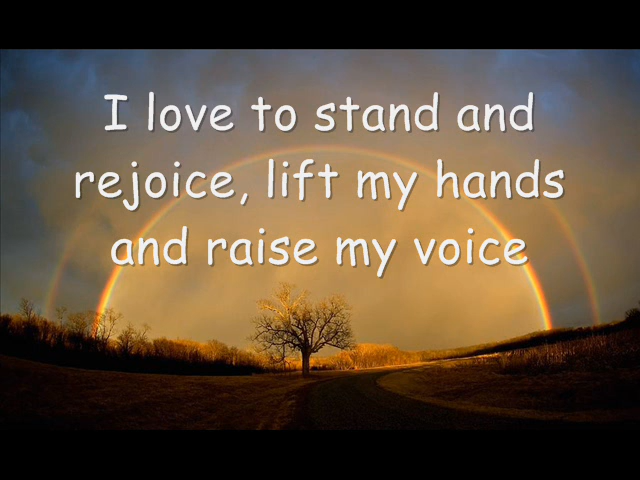 I love to stand and
rejoice, lift my hands
and raise my voice